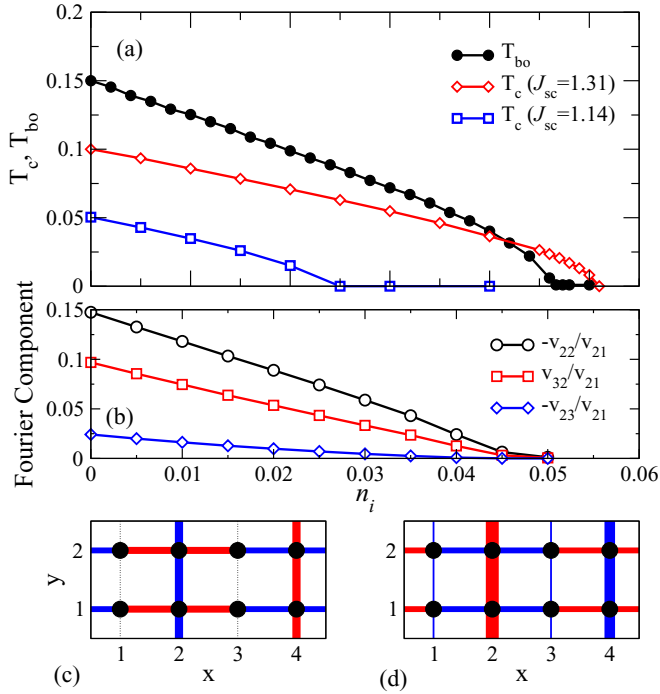 0.2
(a)
T_bo
T_c (J_sc=1.31)
T_c (J_sc=1.14)
0.15
0.1
0.05
0
T_c, T_bo
0.15
0.1
0.05
0
Fourier Component
(b)
-v_22/v_21
v_32/v_21
-v_23/v_21
0 0.01 0.02 0.03 0.04 0.05 0.06
n_i
2
y
1
1 2 3 4
(c) x
2
1
1 2 3 4
(d) x